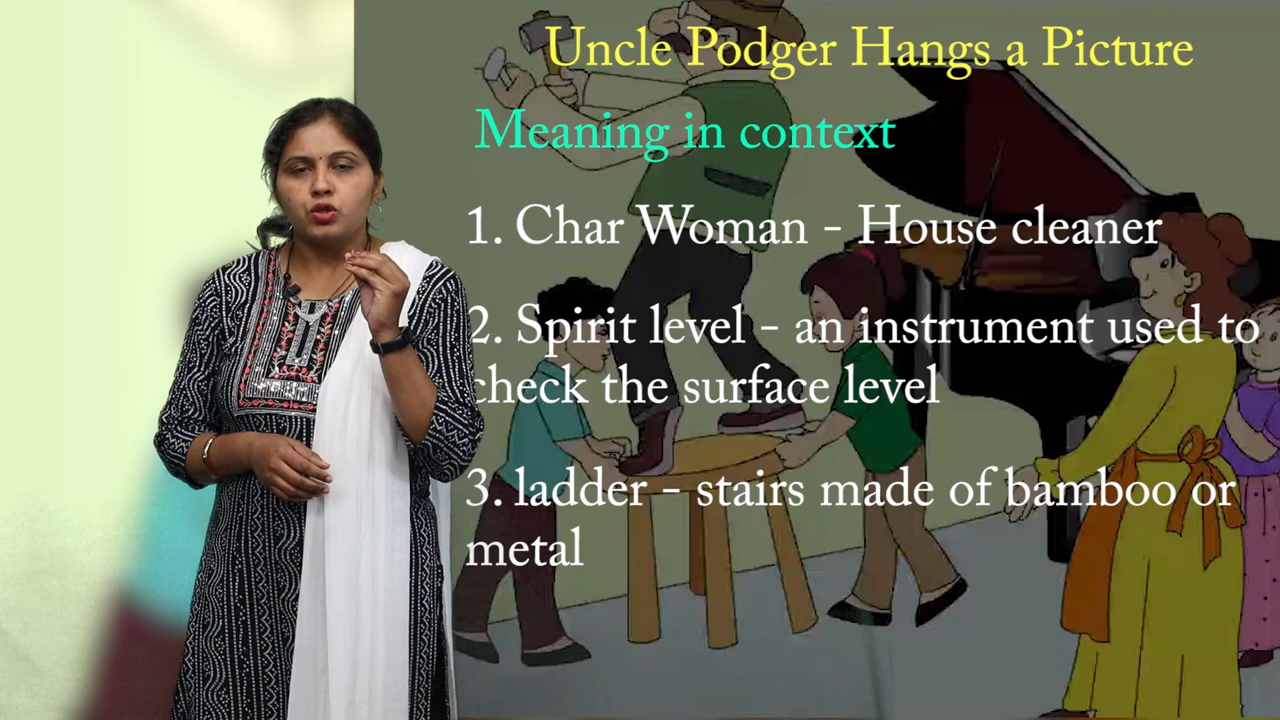 Uncle Podger Hangs a Picture
Meaning in context
1. Char Woman - House cleaner
2. Spirit level - an instrument used to
check the surface level
3. ladder - stairs made of bamboo or
metal